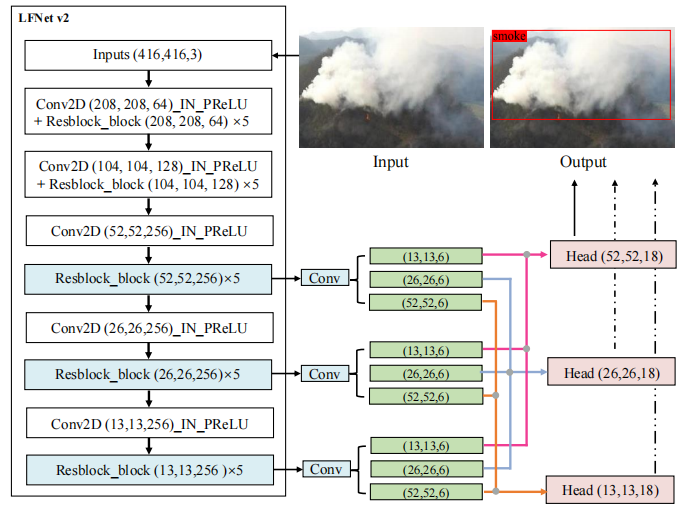 LFNet v2
Inputs (416,416,3)
Conv2D (208, 208, 64)_IN_PReLU
+ Resblock_block (208, 208, 64) ×5
Conv2D (104, 104, 128)_IN_PReLU
+ Resblock_block (104, 104, 128) ×5
Conv2D (52,52,256)_IN_PReLU
Resblock_block (52,52,256)×5
Conv2D (26,26,256)_IN_PReLU
Resblock_block (26,26,256)×5
Conv2D (13,13,256)_IN_PReLU
Resblock_block (13,13,256 )×5
smoke
Input
Output
Conv
(13,13,6)
(26,26,6)
(52,52,6)
Conv
(13,13,6)
(26,26,6)
(52,52,6)
Conv
(13,13,6)
(26,26,6)
(52,52,6)
Head (52,52,18)
Head (26,26,18)
Head (13,13,18)